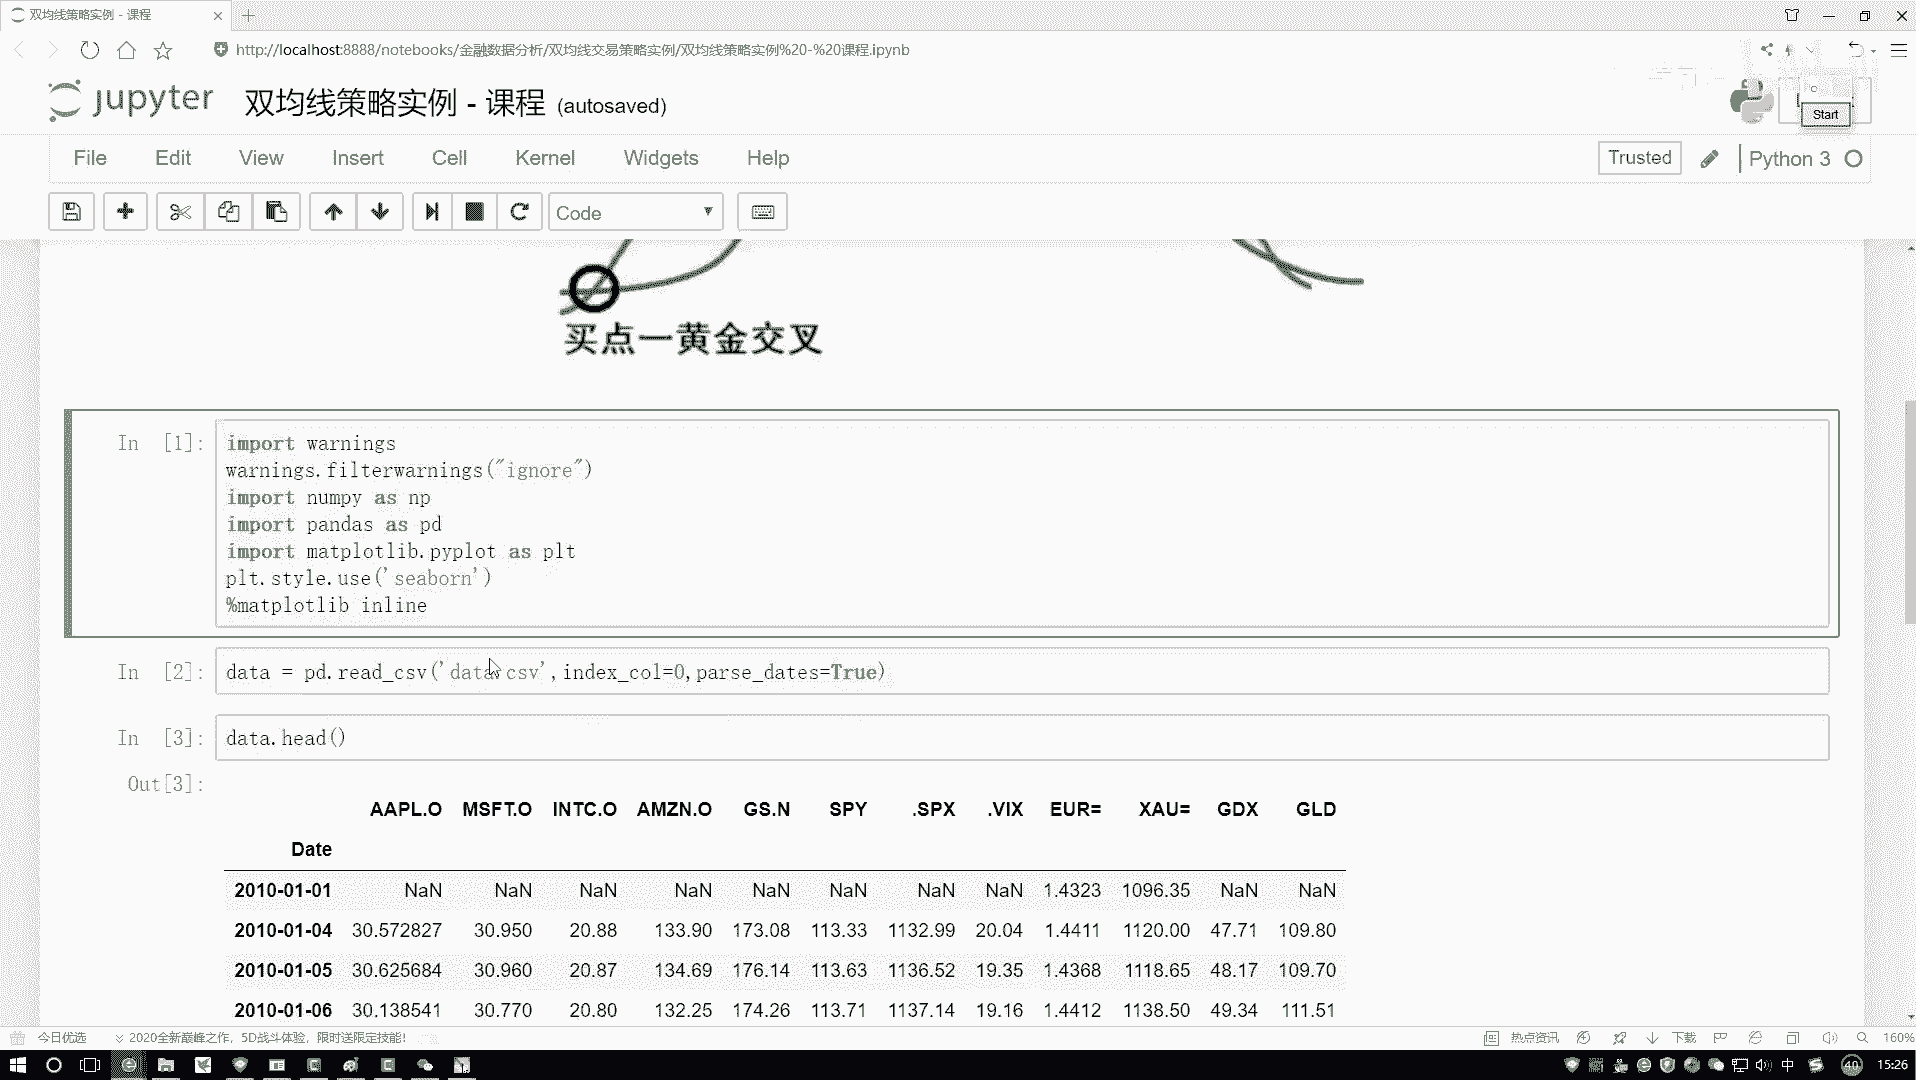 双均线策略实例 - 课程
http://localhost:8888/notebooks/金融数据分析/双均线交易策略实例/双均线策略实例%20-%20课程.ipynb
jupyter 双均线策略实例 - 课程 (autosaved)
Start
File Edit View Insert Cell Kernel Widgets Help
Trusted Python 3
Code
买点一黄金交叉
In [1]: import warnings
warnings.filterwarnings("ignore")
import numpy as np
import pandas as pd
import matplotlib.pyplot as plt
plt.style.use('seaborn')
%matplotlib inline
In [2]: data = pd.read_csv('data.csv',index_col=0,parse_dates=True)
In [3]: data.head()
Out[3]:
AAPL.O MSFT.O INTC.O AMZN.O GS.N SPY .SPX .VIX EUR= XAU= GDX GLD
Date
2010-01-01 NaN NaN NaN NaN NaN NaN NaN NaN 1.4323 1096.35 NaN NaN
2010-01-04 30.572827 30.950 20.88 133.90 173.08 113.33 1132.99 20.04 1.4411 1120.00 47.71 109.80
2010-01-05 30.625684 30.960 20.87 134.69 176.14 113.63 1136.52 19.35 1.4368 1118.65 48.17 109.70
2010-01-06 30.138541 30.770 20.80 132.25 174.26 113.71 1137.14 19.16 1.4412 1138.50 49.34 111.51
今日优选 2020全新巅峰之作，5D战斗体验，限时送限定技能！
热点资讯 下载 160%
中 40 15:26